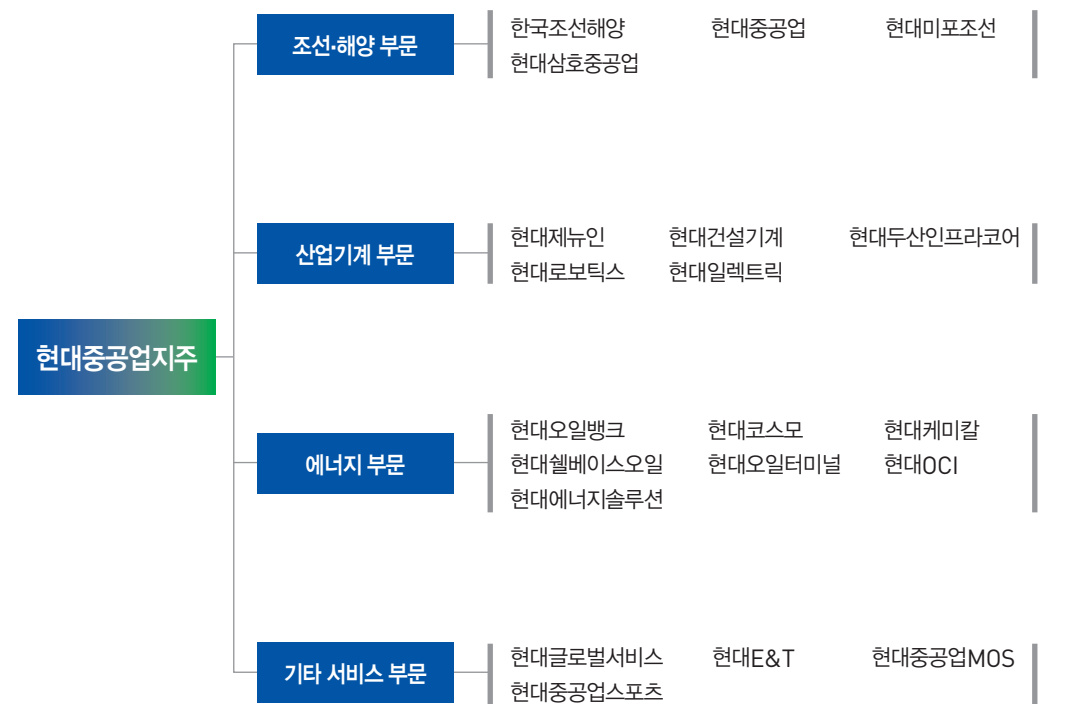 현대중공업지주
조선·해양 부문
한국조선해양 현대중공업 현대미포조선
현대삼호중공업
산업기계 부문
현대제뉴인 현대건설기계 현대두산인프라코어
현대로보틱스 현대일렉트릭
에너지 부문
현대오일뱅크 현대코스모 현대케미칼
현대쉘베이스오일 현대오일터미널 현대OCI
현대에너지솔루션
기타 서비스 부문
현대글로벌서비스 현대E&T 현대중공업MOS
현대중공업스포츠